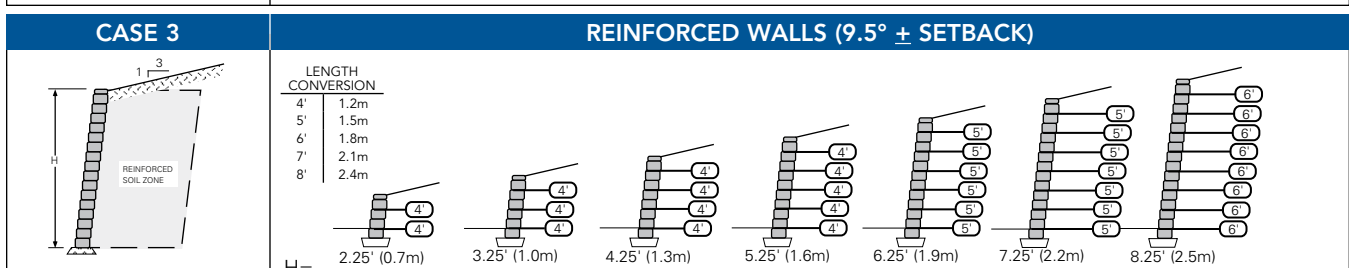 CASE 3
REINFORCED WALLS (9.5° ± SETBACK)
1
3
H
REINFORCED
SOIL ZONE
LENGTH
CONVERSION
4' 1.2m
5' 1.5m
6' 1.8m
7' 2.1m
8' 2.4m
4'
4'
4'
4'
4'
4'
4'
4'
4'
4'
4'
4'
4'
4'
5'
5'
5'
5'
5'
5'
5'
5'
5'
5'
5'
5'
5'
6'
6'
6'
6'
6'
6'
6'
6'
H= 2.25' (0.7m) 3.25' (1.0m) 4.25' (1.3m) 5.25' (1.6m) 6.25' (1.9m) 7.25' (2.2m) 8.25' (2.5m)